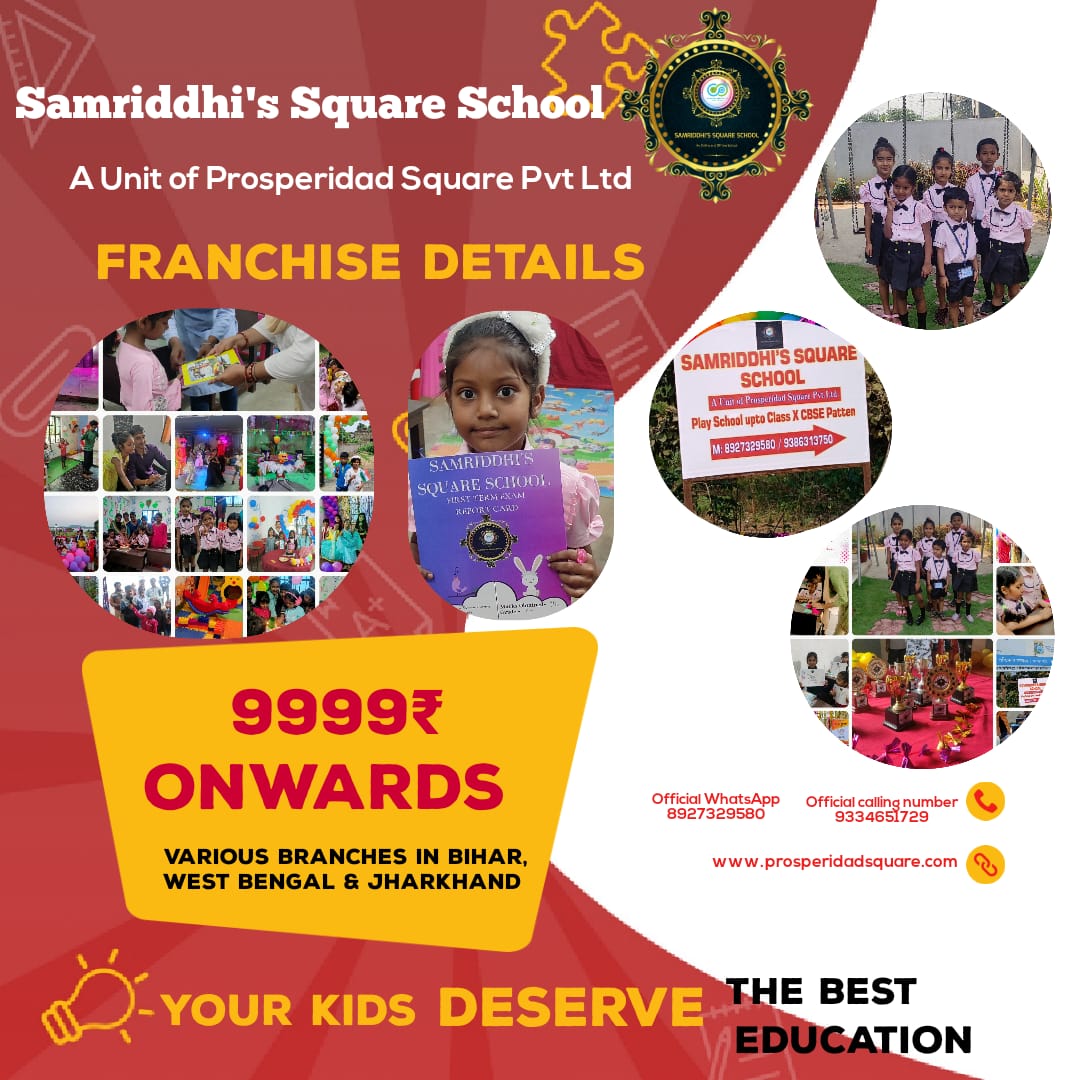 Samriddhi's Square School
SAMRIDDHI'S SQUARE SCHOOL
A Unit of Prosperidad Square Pvt Ltd
FRANCHISE DETAILS
SAMRIDDHI'S SQUARE
SCHOOL
A Unit of Prosperidad Square Pvt.Ltd.
Play School upto Class X CBSE Patten
M: 8927329580 / 9386313750
SAMRIDDHI'S
SQUARE SCHOOL
FIRST TERM EXAM
REPORT CARD
9999₹
ONWARDS
VARIOUS BRANCHES IN BIHAR,
WEST BENGAL & JHARKHAND
Official WhatsApp
8927329580
Official calling number
9334651729
www.prosperidadsquare.com
YOUR KIDS DESERVE THE BEST
EDUCATION